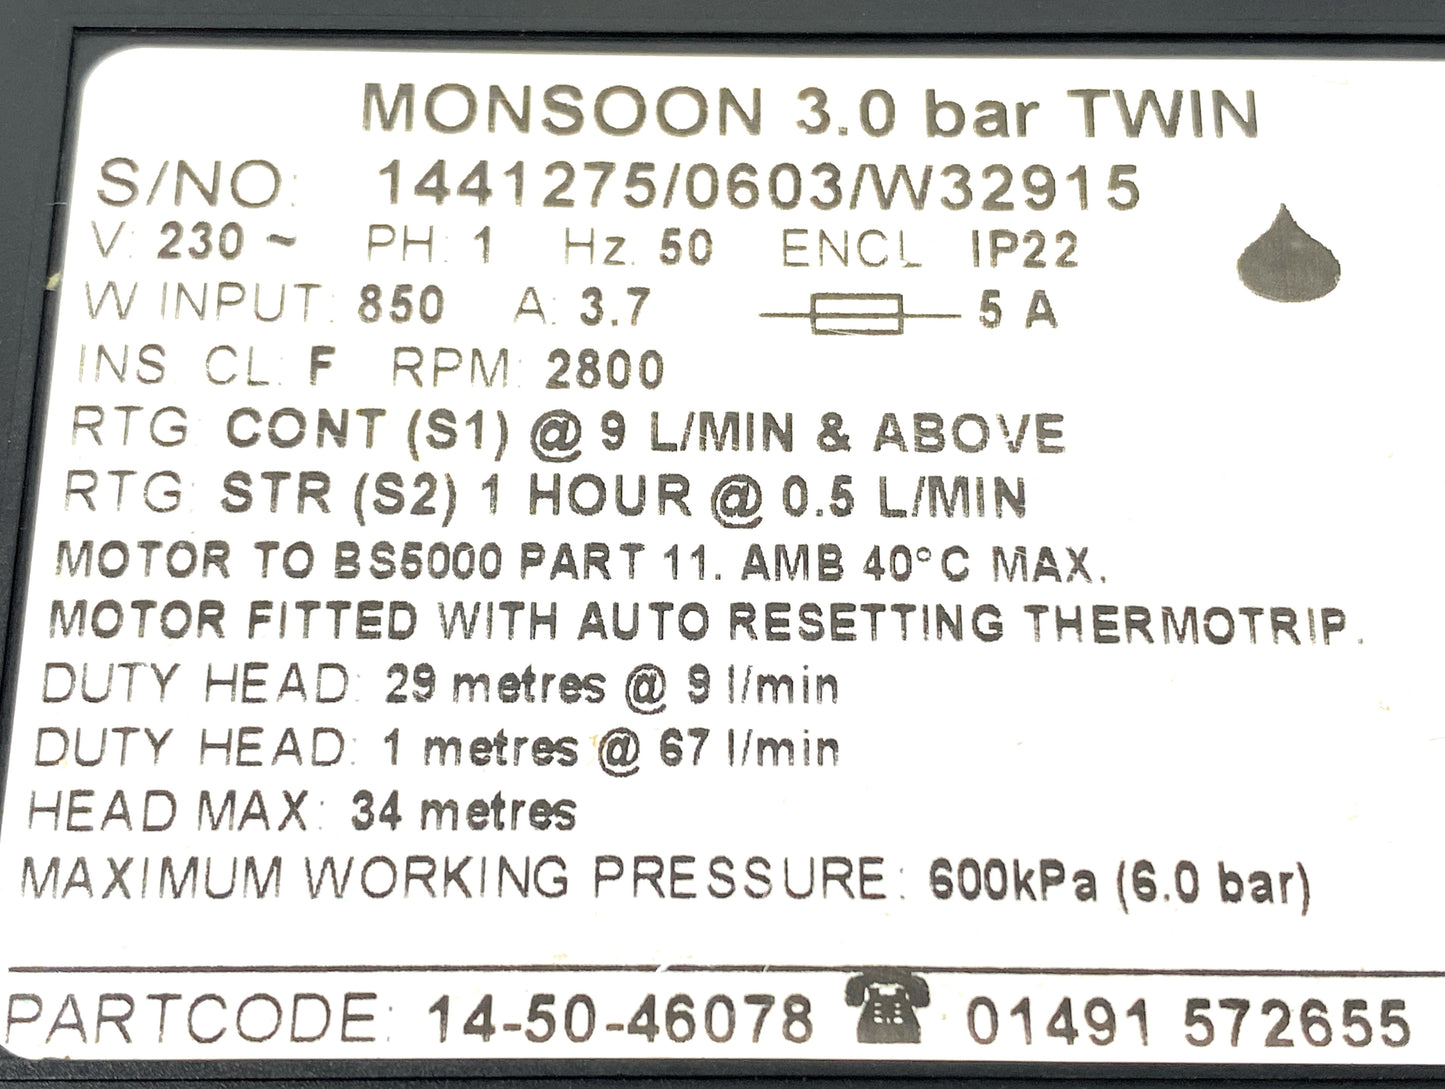 MONSOON 3.0 bar TWIN
S/NO: 1441275/0603/W32915
V: 230 ~ PH: 1 Hz. 50 ENCL IP22
W INPUT: 850 A: 3.7 5 A
INS CL: F RPM: 2800
RTG: CONT (S1) @ 9 L/MIN & ABOVE
RTG: STR (S2) 1 HOUR @ 0.5 L/MIN
MOTOR TO BS5000 PART 11. AMB 40°C MAX.
MOTOR FITTED WITH AUTO RESETTING THERMOTRIP.
DUTY HEAD: 29 metres @ 9 l/min
DUTY HEAD: 1 metres @ 67 l/min
HEAD MAX: 34 metres
MAXIMUM WORKING PRESSURE: 600kPa (6.0 bar)
PARTCODE: 14-50-46078 ☎ 01491 572655